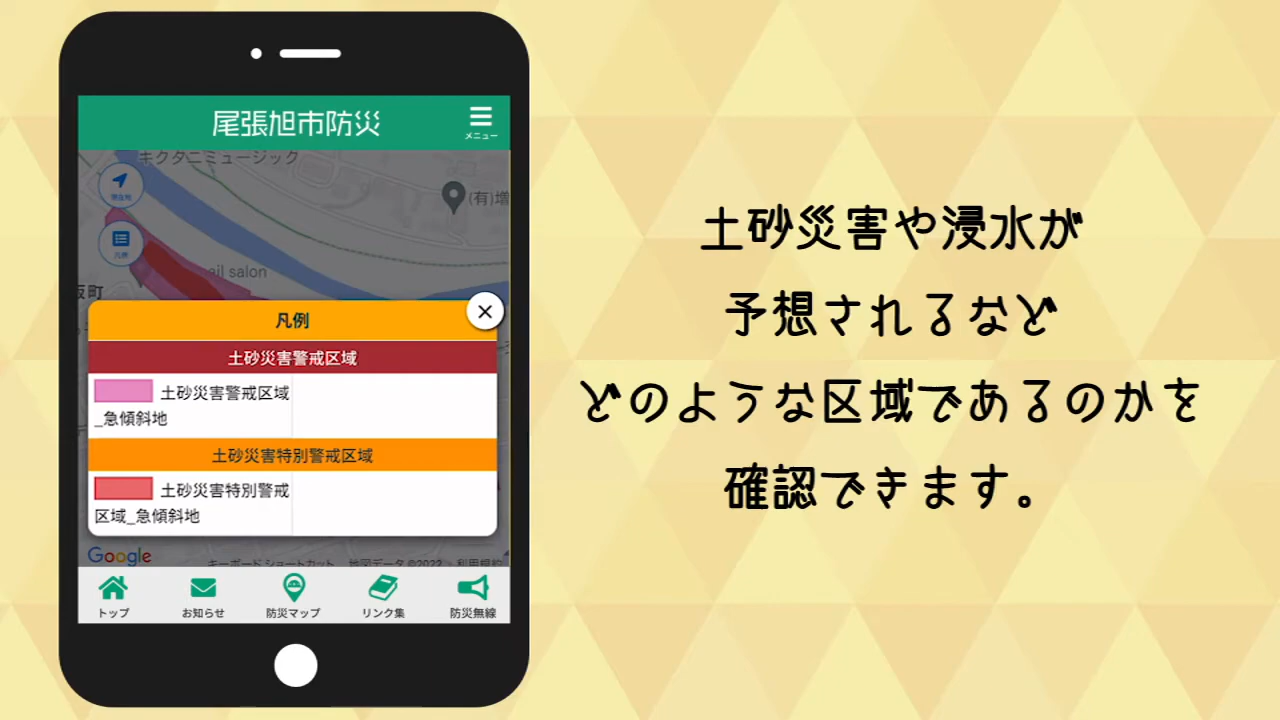 尾張旭市防災
メニュー
キクタニミュージック
現在地
(有)増
凡例
ail salon
反町
凡例
土砂災害警戒区域
土砂災害警戒区域
_急傾斜地
土砂災害特別警戒区域
土砂災害特別警戒
区域_急傾斜地
Google
キーボード ショートカット
地図データ ©2022
利用規約
トップ
お知らせ
防災マップ
リンク集
防災無線
土砂災害や浸水が
予想されるなど
どのような区域であるのかを
確認できます。